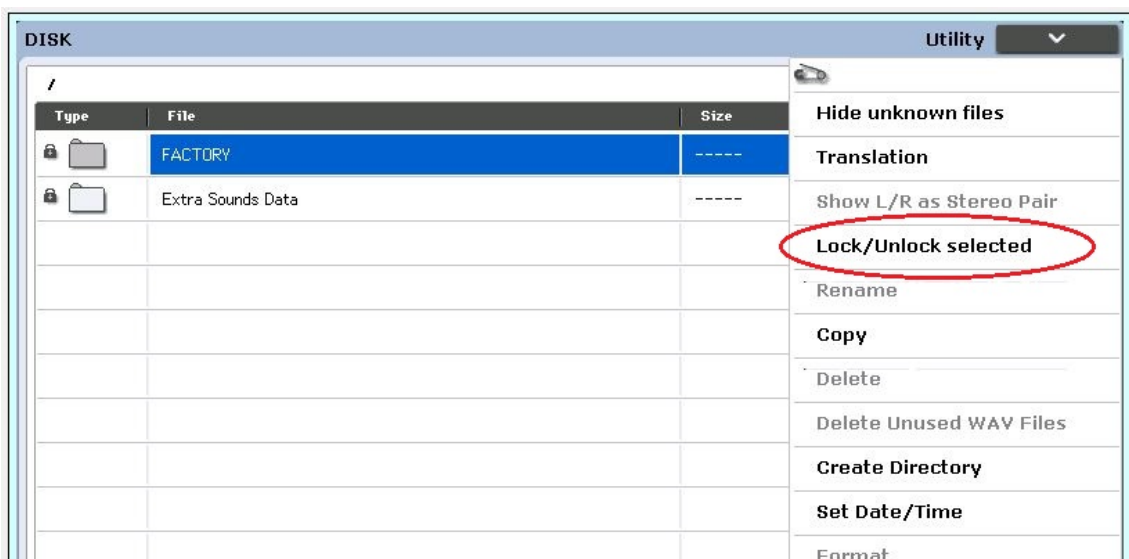 DISK
Utility
/
Type File Size
FACTORY -----
Extra Sounds Data -----
Hide unknown files
Translation
Show L/R as Stereo Pair
Lock/Unlock selected
Rename
Copy
Delete
Delete Unused WAV Files
Create Directory
Set Date/Time
Format